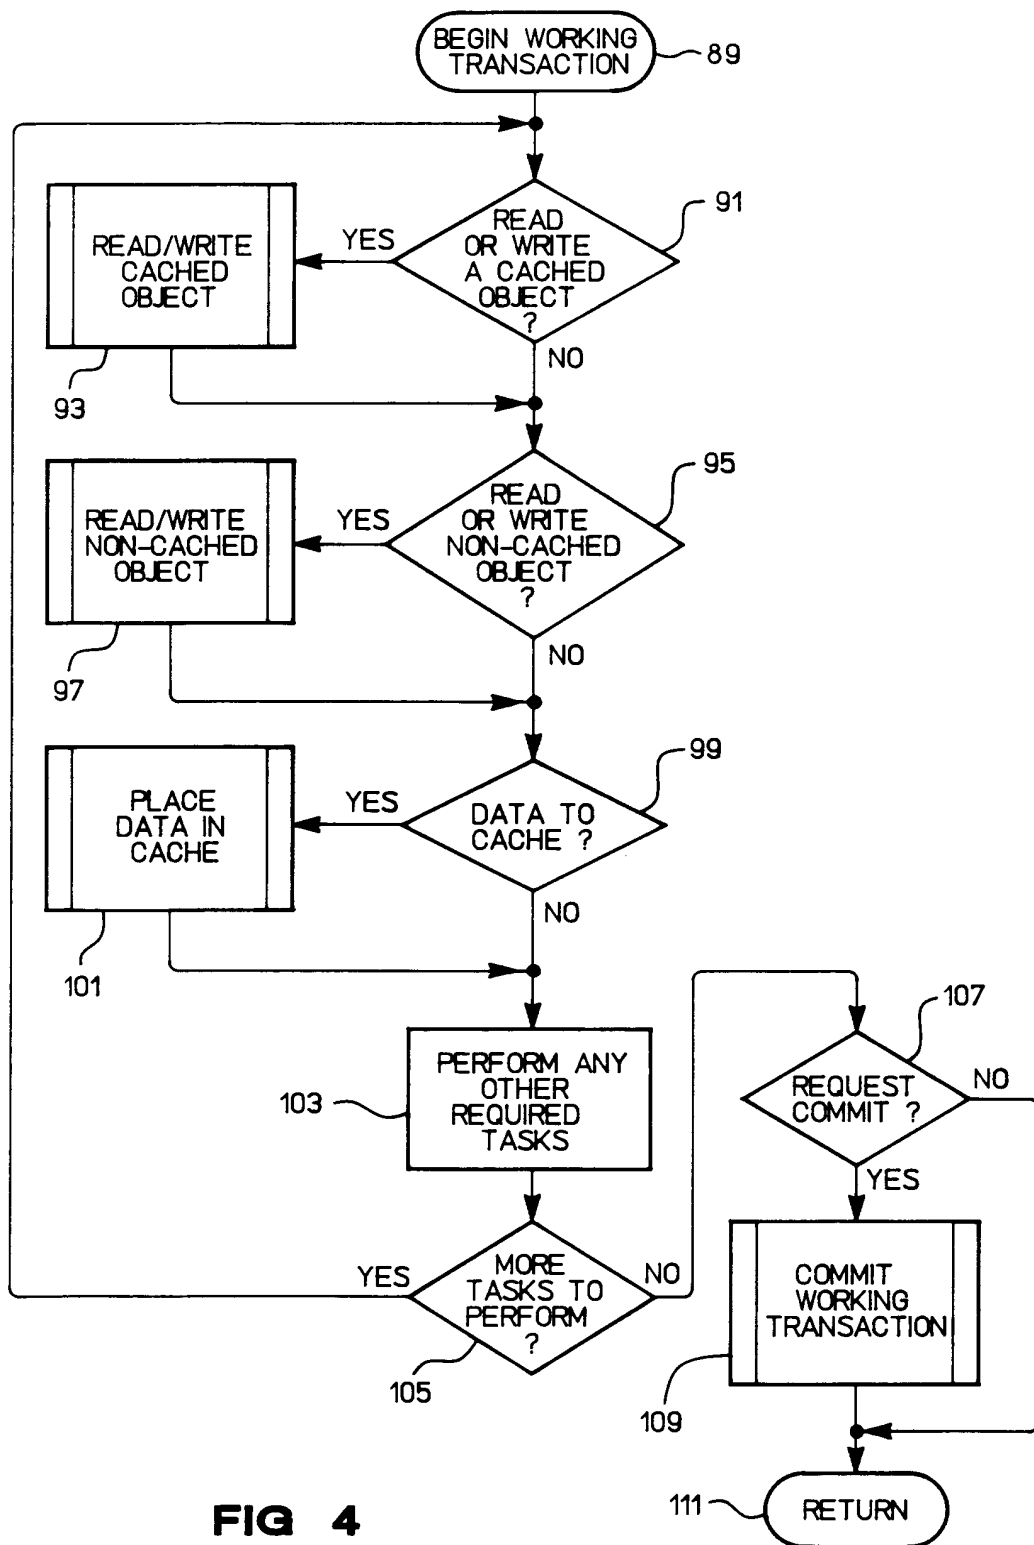 BEGIN WORKING
TRANSACTION
89
READ
OR WRITE
A CACHED
OBJECT
?
91
YES
READ/WRITE
CACHED
OBJECT
93
NO
READ
OR WRITE
NON-CACHED
OBJECT
?
95
YES
READ/WRITE
NON-CACHED
OBJECT
97
NO
DATA TO
CACHE ?
99
YES
PLACE
DATA IN
CACHE
101
NO
PERFORM ANY
OTHER
REQUIRED
TASKS
103
MORE
TASKS TO
PERFORM
?
105
YES
NO
REQUEST
COMMIT ?
107
NO
YES
COMMIT
WORKING
TRANSACTION
109
RETURN
111
FIG 4